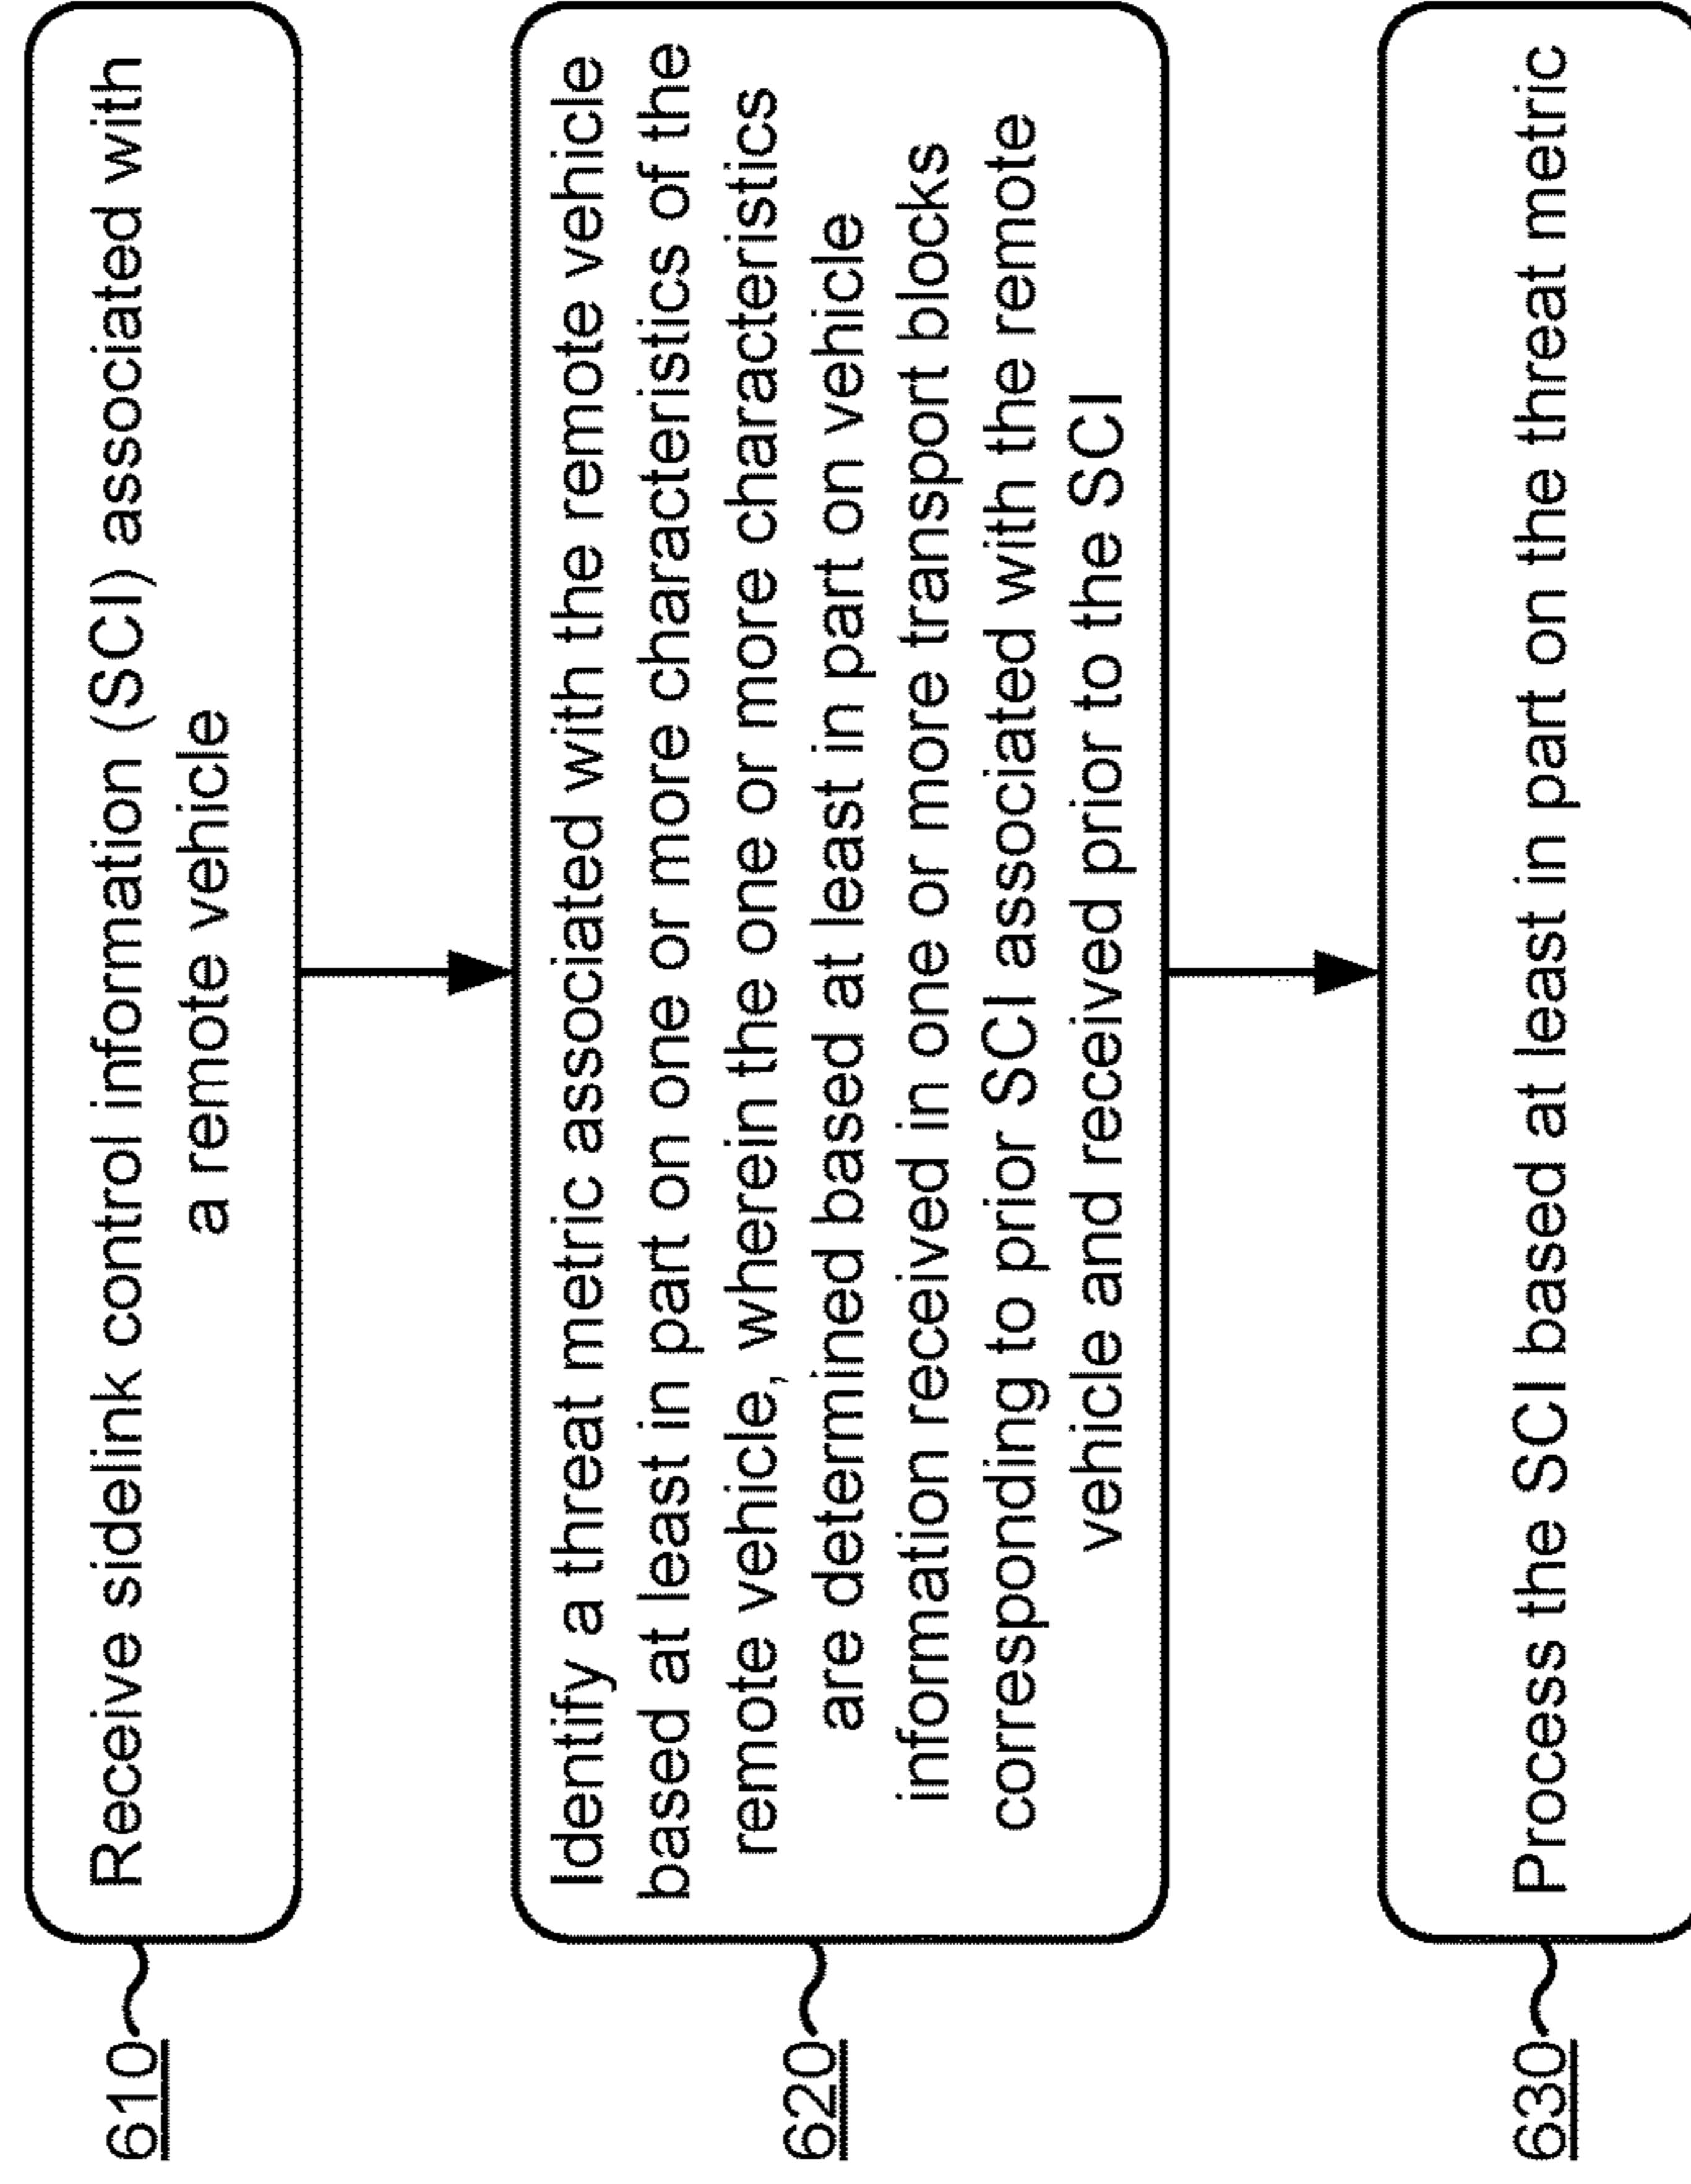 610
Receive sidelink control information (SCI) associated with
a remote vehicle
620
Identify a threat metric associated with the remote vehicle
based at least in part on one or more characteristics of the
remote vehicle, wherein the one or more characteristics
are determined based at least in part on vehicle
information received in one or more transport blocks
corresponding to prior SCI associated with the remote
vehicle and received prior to the SCI
630
Process the SCI based at least in part on the threat metric